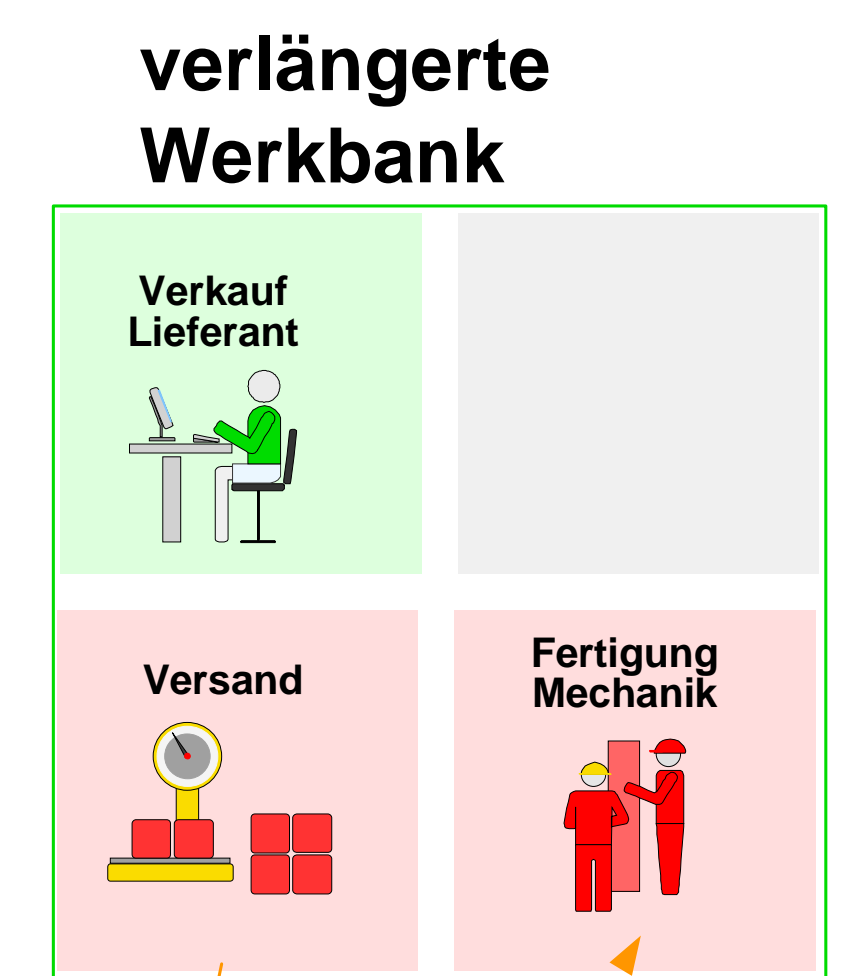 verlängerte
Werkbank
Verkauf
Lieferant
Versand
Fertigung
Mechanik